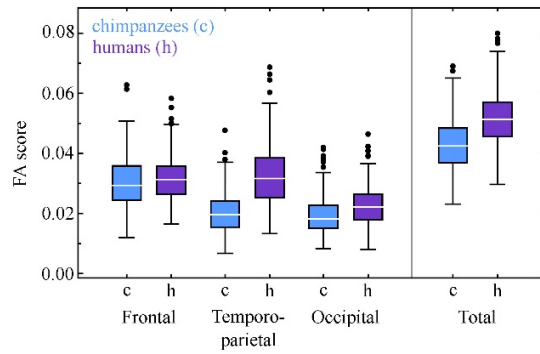 0.08
0.06
0.04
0.02
0.00
FA score
chimpanzees (c)
humans (h)
c h c h c h c h
Frontal Temporo- Occipital Total
parietal